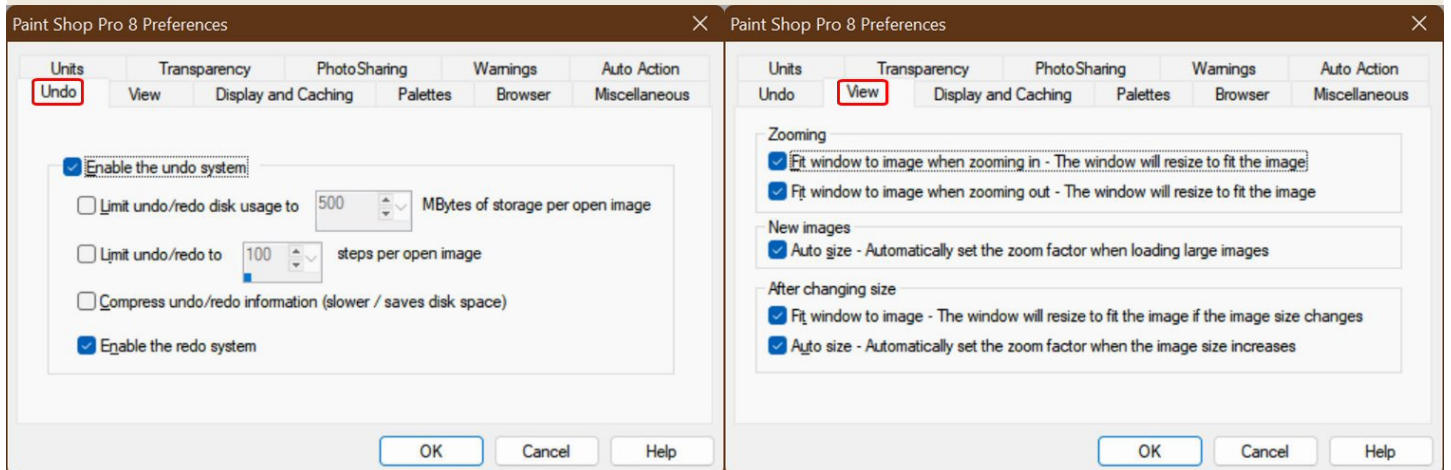 Paint Shop Pro 8 Preferences
Units Transparency PhotoSharing Warnings Auto Action
Undo View Display and Caching Palettes Browser Miscellaneous
Enable the undo system
Limit undo/redo disk usage to 500 MBytes of storage per open image
Limit undo/redo to 100 steps per open image
Compress undo/redo information (slower / saves disk space)
Enable the redo system
OK Cancel Help
Paint Shop Pro 8 Preferences
Units Transparency PhotoSharing Warnings Auto Action
Undo View Display and Caching Palettes Browser Miscellaneous
Zooming
Fit window to image when zooming in - The window will resize to fit the image
Fit window to image when zooming out - The window will resize to fit the image
New images
Auto size - Automatically set the zoom factor when loading large images
After changing size
Fit window to image - The window will resize to fit the image if the image size changes
Auto size - Automatically set the zoom factor when the image size increases
OK Cancel Help